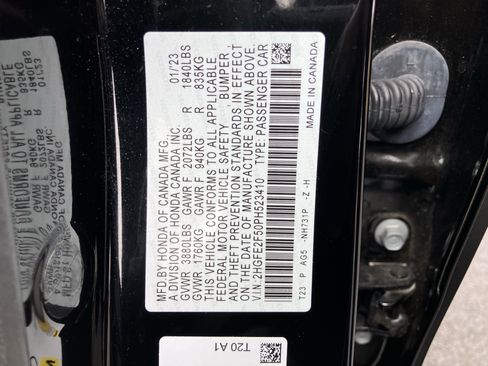 MFD.BY HONDA OF CANADA MFG. 01/'23
A DIVISION OF HONDA CANADA INC.
GVWR 3880LBS GAWR F 2072LBS R 1840LBS
GVWR 1760KG GAWR F 940KG R 835KG
THIS VEHICLE CONFORMS TO ALL APPLICABLE
FEDERAL MOTOR VEHICLE SAFETY, BUMPER
AND THEFT PREVENTION STANDARDS IN EFFECT
ON THE DATE OF MANUFACTURE SHOWN ABOVE.
V.I.N:2HGFE2F50PH523410 TYPE:PASSENGER CAR
T23 P AG5 -NH731P -Z -H MADE IN CANADA
T20 A1